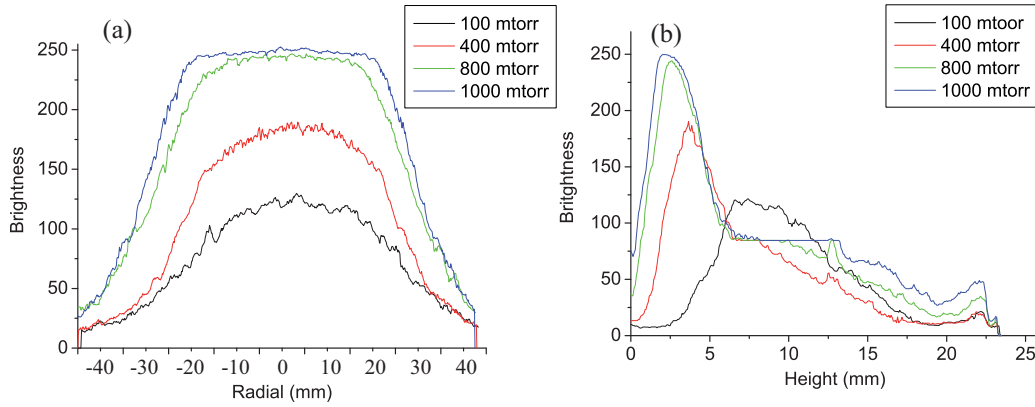 (a)
100 mtorr
400 mtorr
800 mtorr
1000 mtorr
250
200
150
100
50
0
Brightness
-40 -30 -20 -10 0 10 20 30 40
Radial (mm)
(b)
100 mtoor
400 mtorr
800 mtorr
1000 mtorr
250
200
150
100
50
0
Britghtness
0 5 10 15 20 25
Height (mm)